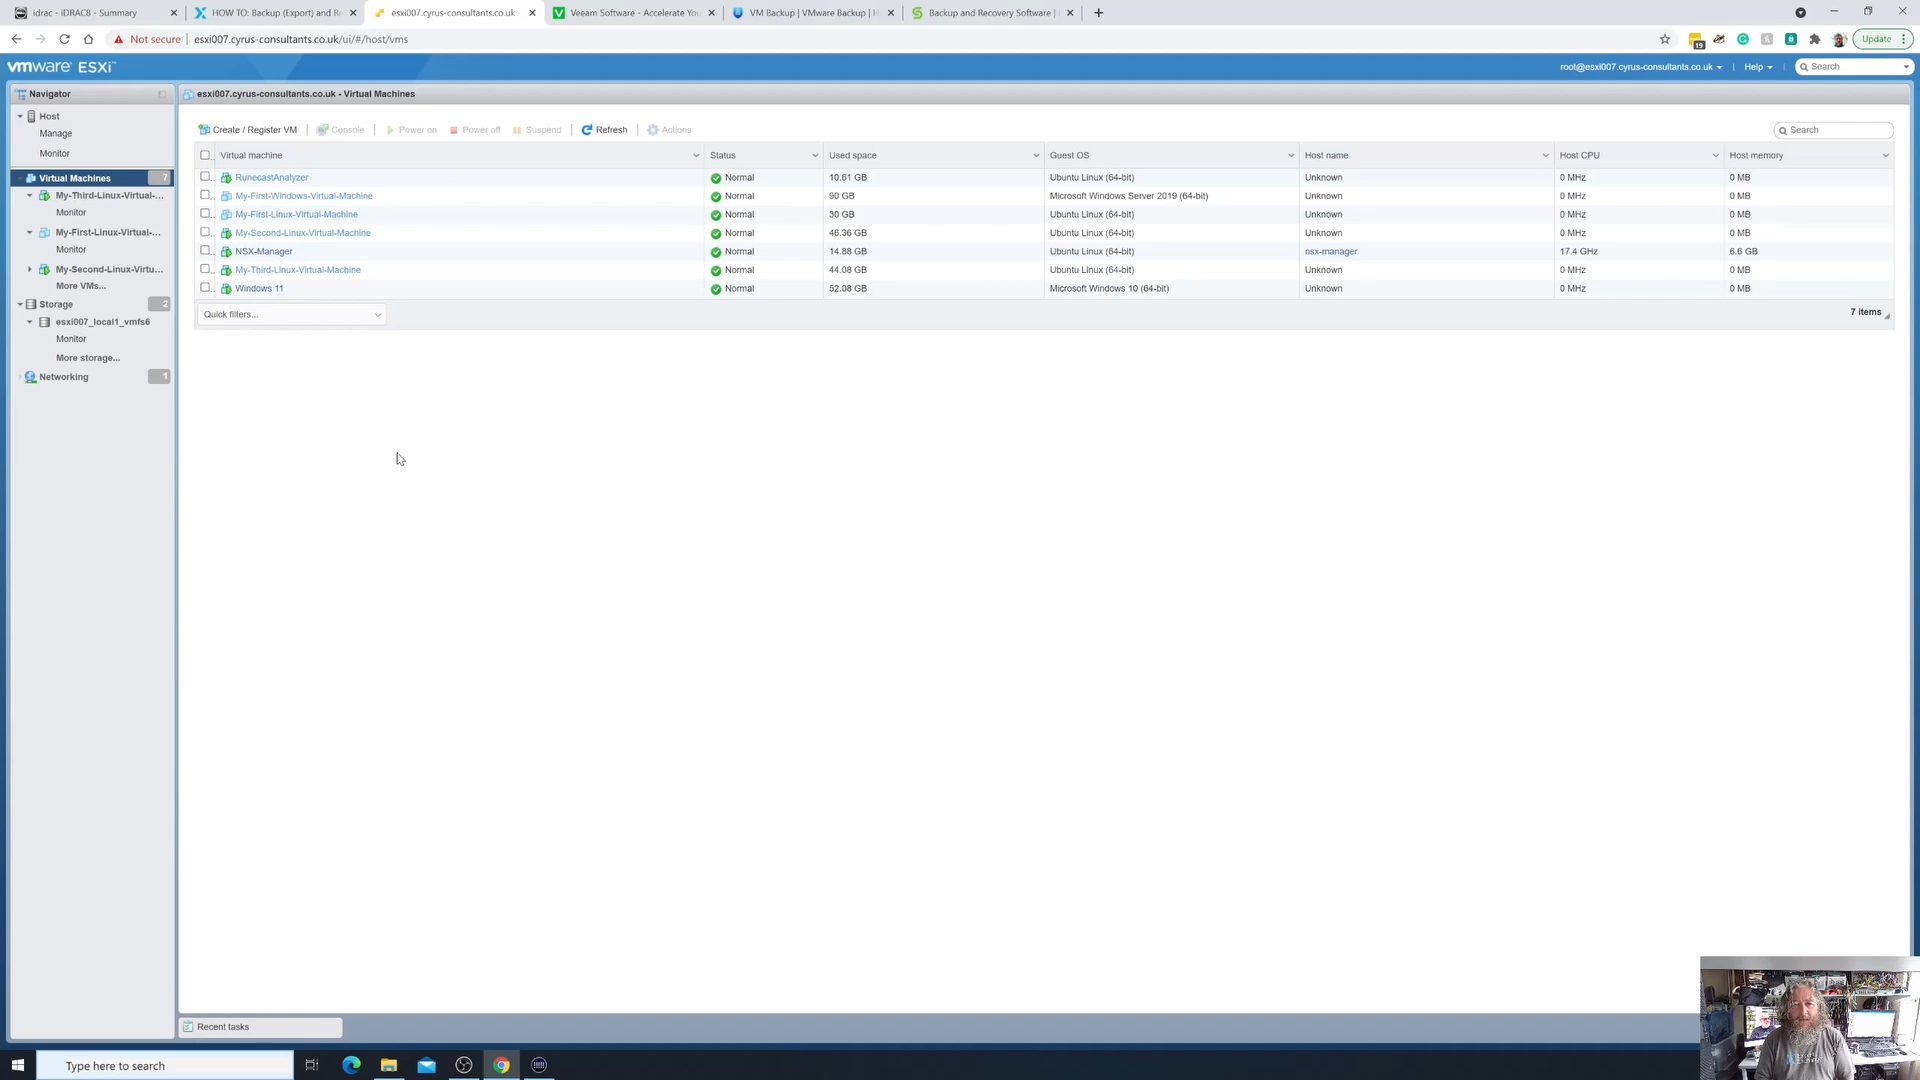 idrac - iDRAC8 - Summary
HOW TO: Backup (Export) and Re
esxi007.cyrus-consultants.co.uk
Veeam Software - Accelerate You
VM Backup | VMware Backup | H
Backup and Recovery Software |
Not secure
esxi007.cyrus-consultants.co.uk/ui/#/host/vms
19
Update
vmware ESXi
root@esxi007.cyrus-consultants.co.uk
Help
Search
Navigator
esxi007.cyrus-consultants.co.uk - Virtual Machines
Host
Manage
Monitor
Virtual Machines 7
My-Third-Linux-Virtual-...
Monitor
My-First-Linux-Virtual-...
Monitor
My-Second-Linux-Virtu...
More VMs...
Storage 2
esxi007_local1_vmfs6
Monitor
More storage...
Networking 1
Create / Register VM Console Power on Power off Suspend Refresh Actions
Search
Virtual machine Status Used space Guest OS Host name Host CPU Host memory
RunecastAnalyzer Normal 10.61 GB Ubuntu Linux (64-bit) Unknown 0 MHz 0 MB
My-First-Windows-Virtual-Machine Normal 90 GB Microsoft Windows Server 2019 (64-bit) Unknown 0 MHz 0 MB
My-First-Linux-Virtual-Machine Normal 30 GB Ubuntu Linux (64-bit) Unknown 0 MHz 0 MB
My-Second-Linux-Virtual-Machine Normal 46.36 GB Ubuntu Linux (64-bit) Unknown 0 MHz 0 MB
NSX-Manager Normal 14.88 GB Ubuntu Linux (64-bit) nsx-manager 17.4 GHz 6.6 GB
My-Third-Linux-Virtual-Machine Normal 44.08 GB Ubuntu Linux (64-bit) Unknown 0 MHz 0 MB
Windows 11 Normal 52.08 GB Microsoft Windows 10 (64-bit) Unknown 0 MHz 0 MB
Quick filters...
7 items
Recent tasks
Type here to search